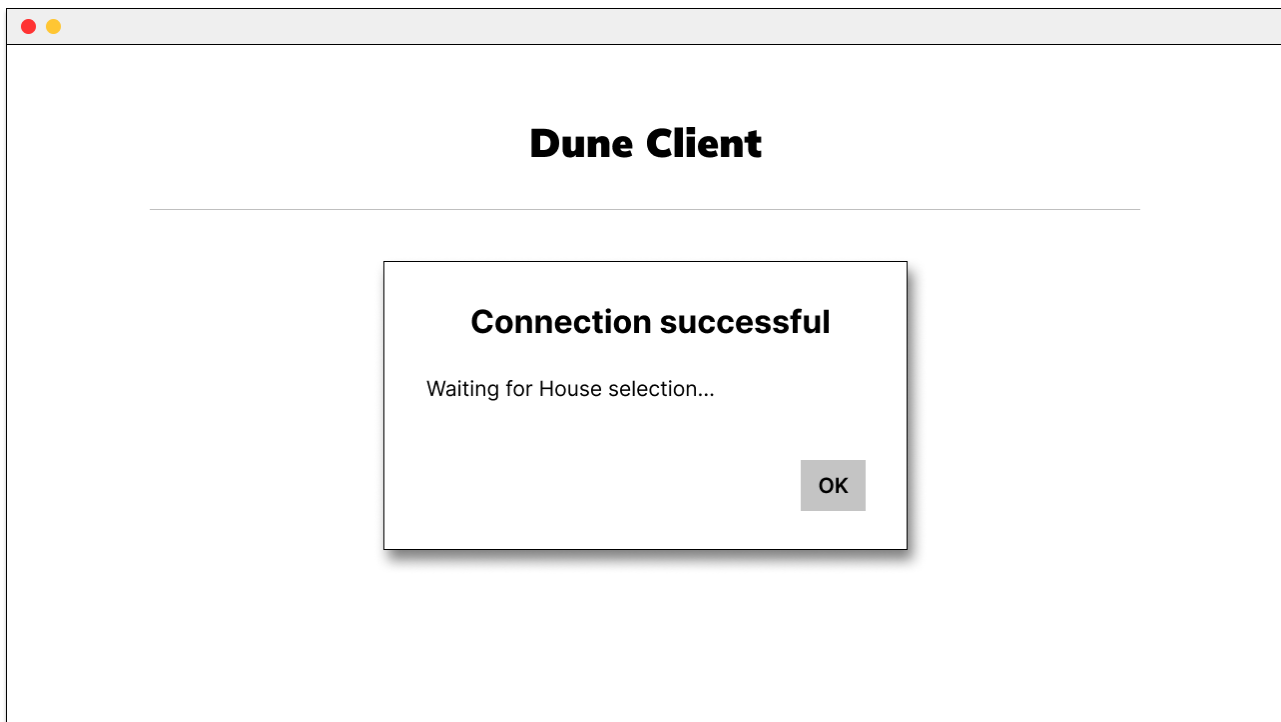 Dune Client
Connection successful
Waiting for House selection...
OK